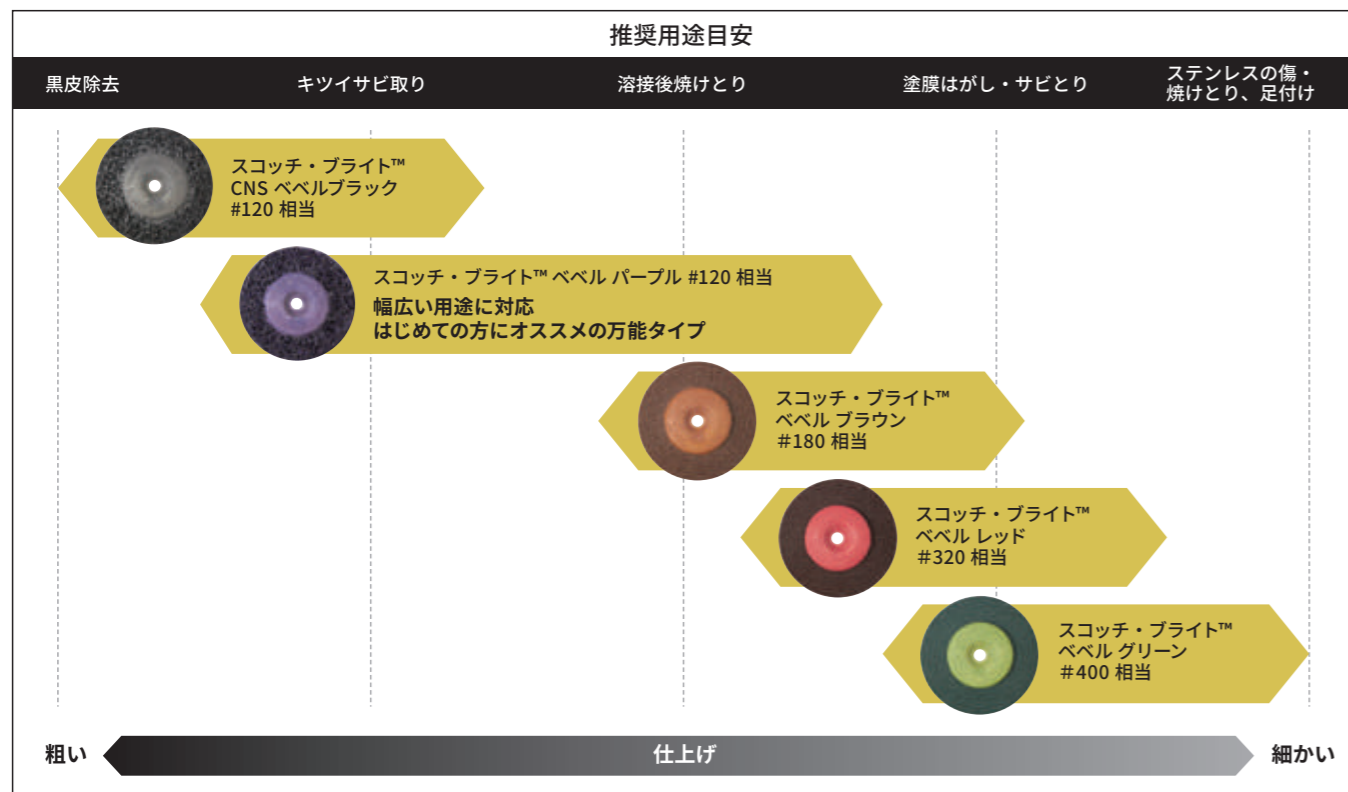 推奨用途目安
黒皮除去
キツイサビ取り
溶接後焼けとり
塗膜はがし・サビとり
ステンレスの傷・
焼けとり、足付け
スコッチ・ブライト™
CNS ベベルブラック
#120 相当
スコッチ・ブライト™ ベベル パープル #120 相当
幅広い用途に対応
はじめての方にオススメの万能タイプ
スコッチ・ブライト™
ベベル ブラウン
＃180 相当
スコッチ・ブライト™
ベベル レッド
＃320 相当
スコッチ・ブライト™
ベベル グリーン
＃400 相当
粗い
仕上げ
細かい